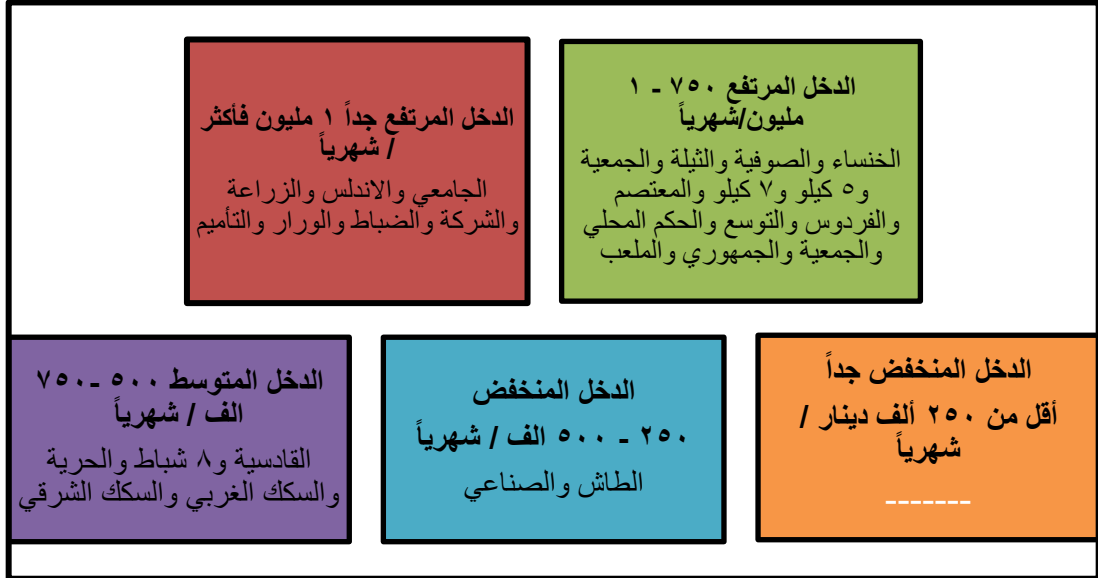 الدخل المرتفع ٧٥٠ - ١
مليون/شهرياً
الخنساء والصوفية والثيلة والجمعية
و٥ كيلو و٧ كيلو والمعتصم
والفردوس والتوسع والحكم المحلي
والجمعية والجمهوري والملعب
الدخل المرتفع جداً ١ مليون فأكثر
/ شهرياً
الجامعي والاندلس والزراعة
والشركة والضباط والورار والتأميم
الدخل المنخفض جداً
أقل من ٢٥٠ ألف دينار /
شهرياً
-------
الدخل المنخفض
٢٥٠ - ٥٠٠ الف / شهرياً
الطاش والصناعي
الدخل المتوسط ٥٠٠ -٧٥٠
الف / شهرياً
القادسية و٨ شباط والحرية
والسكك الغربي والسكك الشرقي